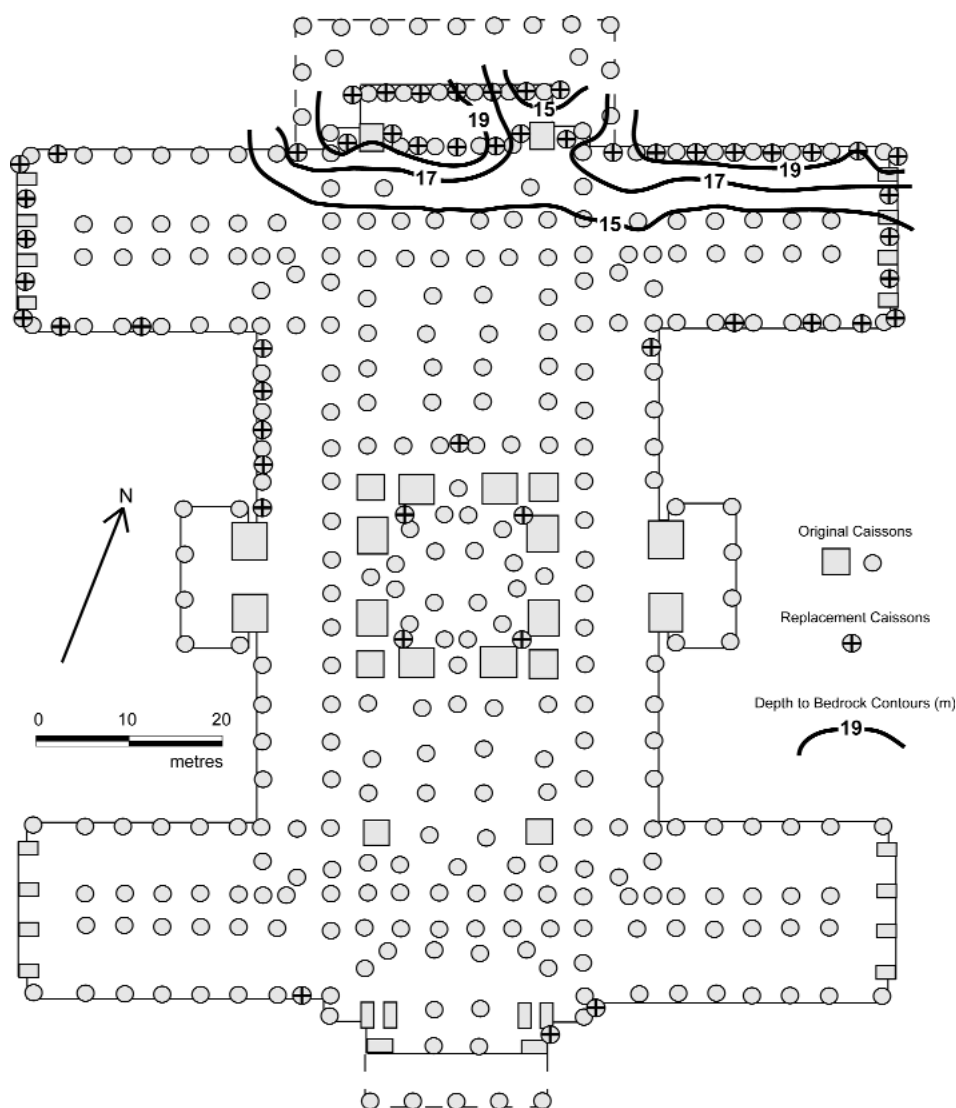 15
19
17
19
17
15
N
Original Caissons
Replacement Caissons
0 10 20
metres
Depth to Bedrock Contours (m)
19